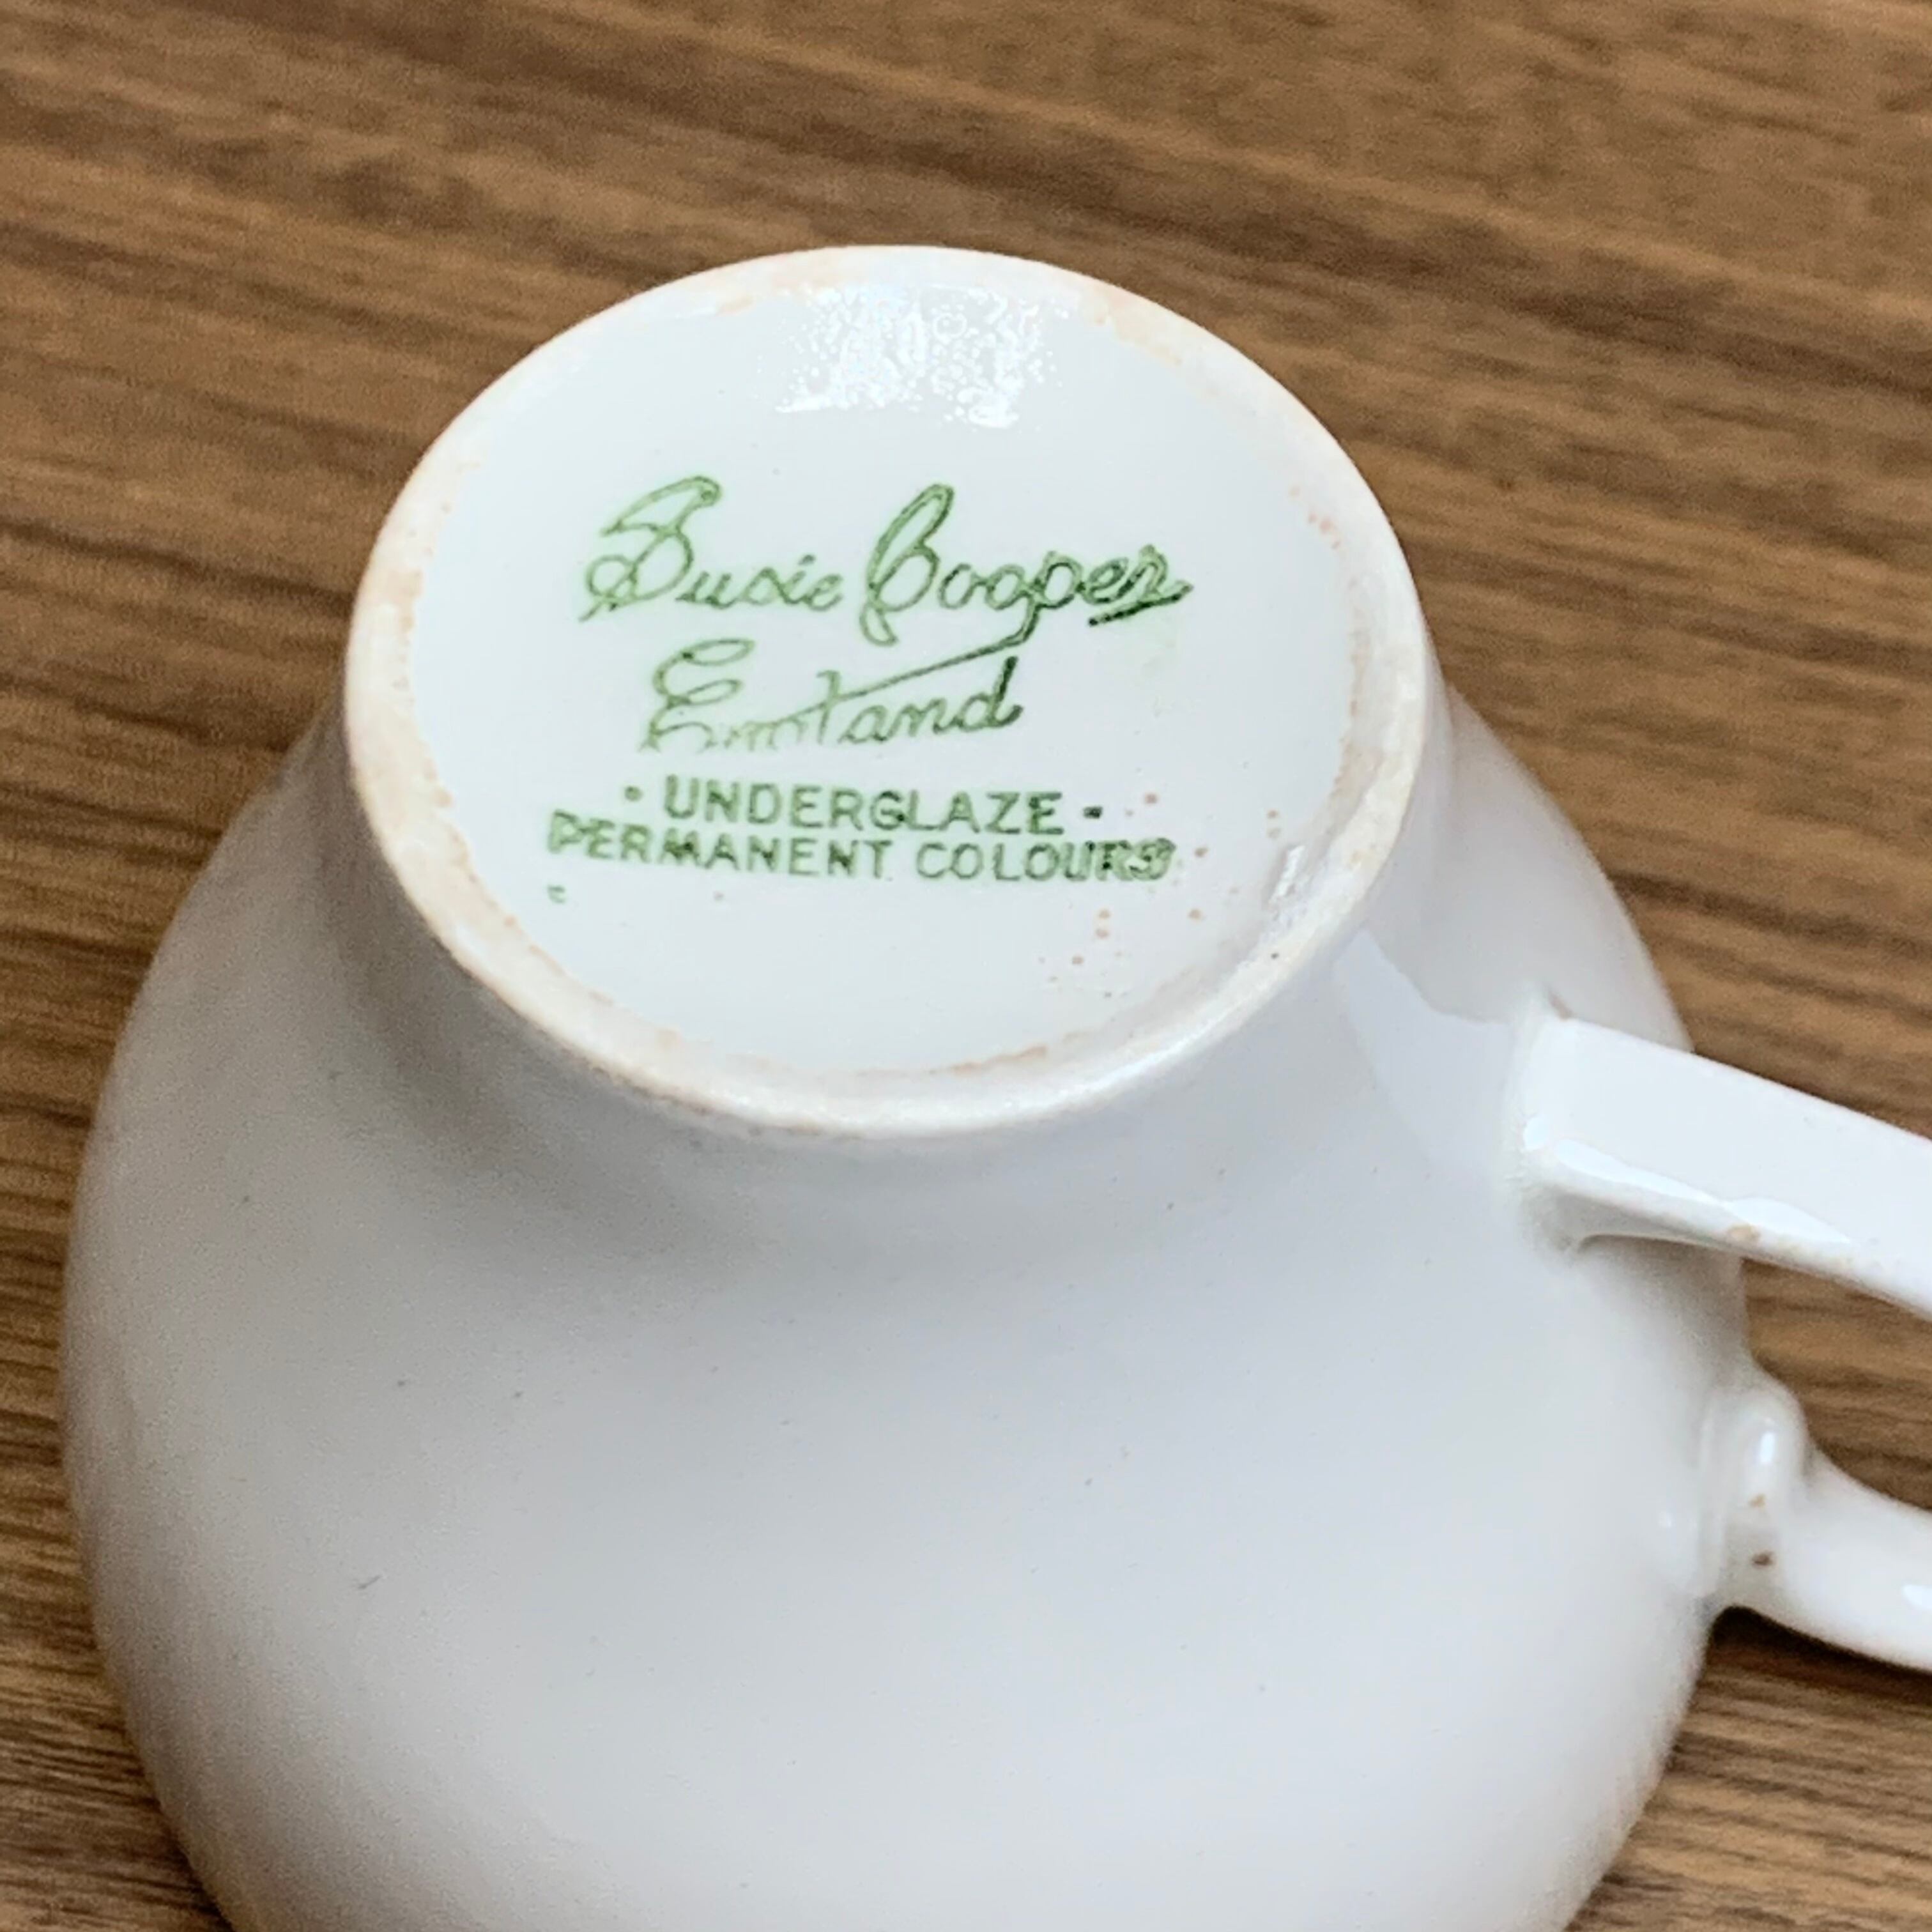 Susie Cooper
England
· UNDERGLAZE ·
PERMANENT COLOURS